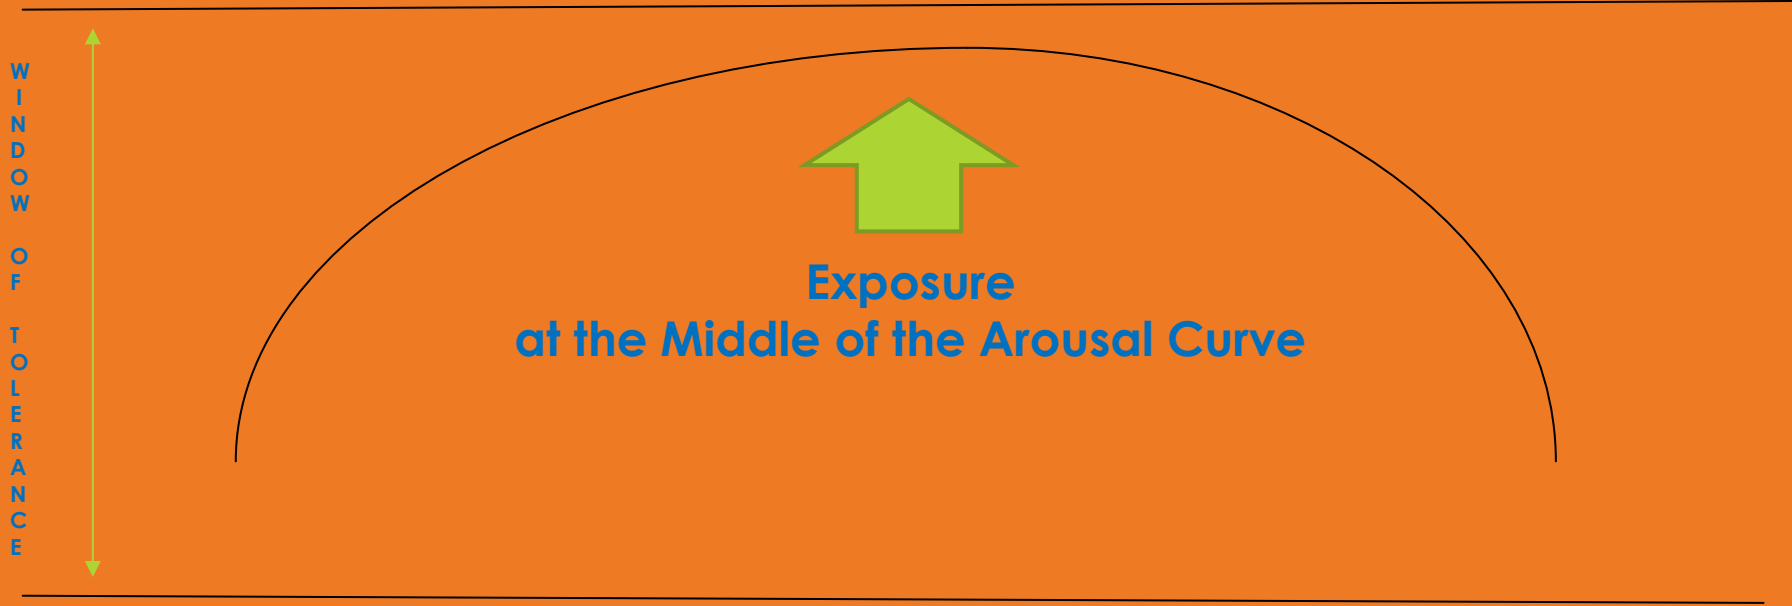 WINDOW OF TOLERANCE
Exposure
at the Middle of the Arousal Curve